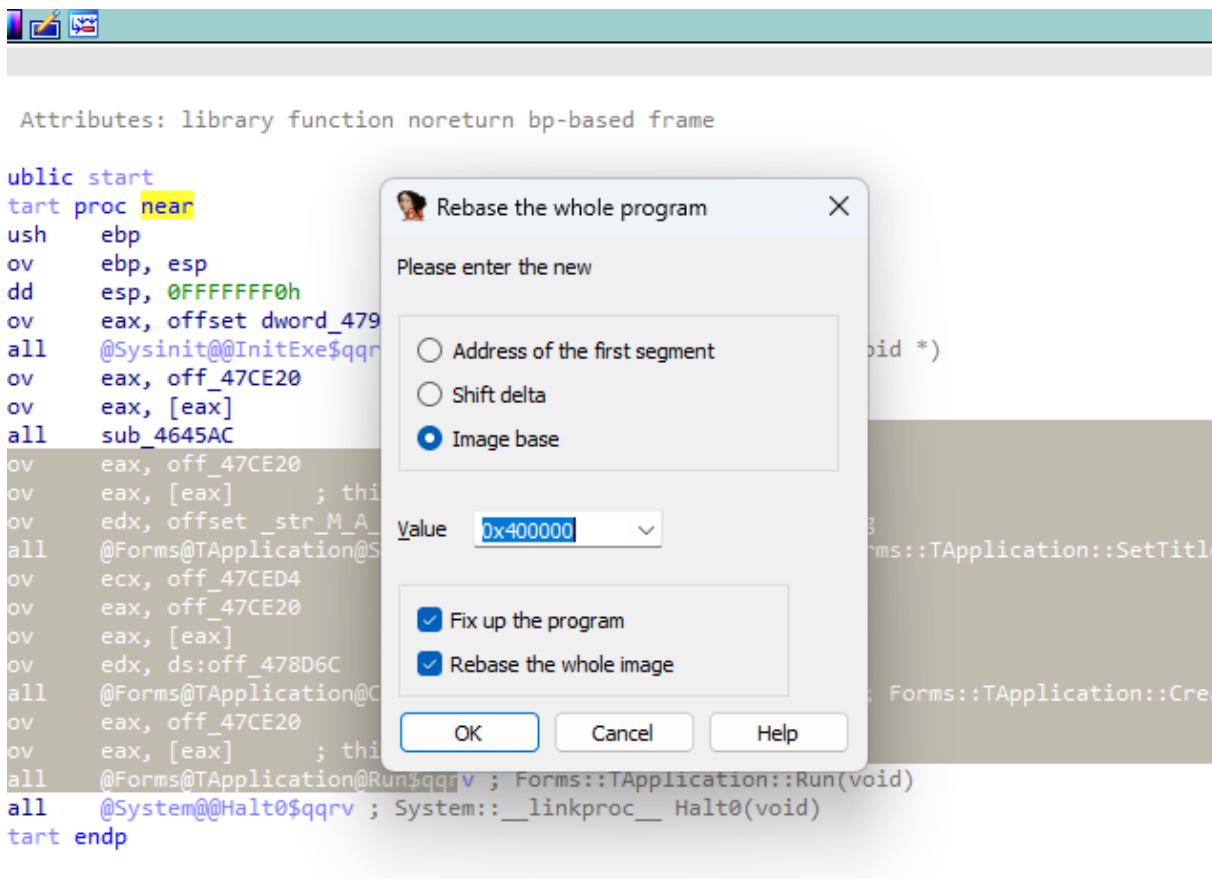 Attributes: library function noreturn bp-based frame
ublic start
tart proc near
ush ebp
ov ebp, esp
dd esp, 0FFFFFFF0h
ov eax, offset dword_479
all @Sysinit@@InitExe$qqr oid *)
ov eax, off_47CE20
ov eax, [eax]
all sub_4645AC
ov eax, off_47CE20
ov eax, [eax] ; thi
ov edx, offset _str_M_A_ g
all @Forms@TApplication@S rms::TApplication::SetTitl
ov ecx, off_47CED4
ov eax, off_47CE20
ov eax, [eax]
ov edx, ds:off_478D6C
all @Forms@TApplication@C ; Forms::TApplication::Crea
ov eax, off_47CE20
ov eax, [eax] ; thi
all @Forms@TApplication@Run$qqrv ; Forms::TApplication::Run(void)
all @System@@Halt0$qqrv ; System::__linkproc__ Halt0(void)
tart endp
Rebase the whole program
Please enter the new
Address of the first segment
Shift delta
Image base
Value 0x400000
Fix up the program
Rebase the whole image
OK Cancel Help